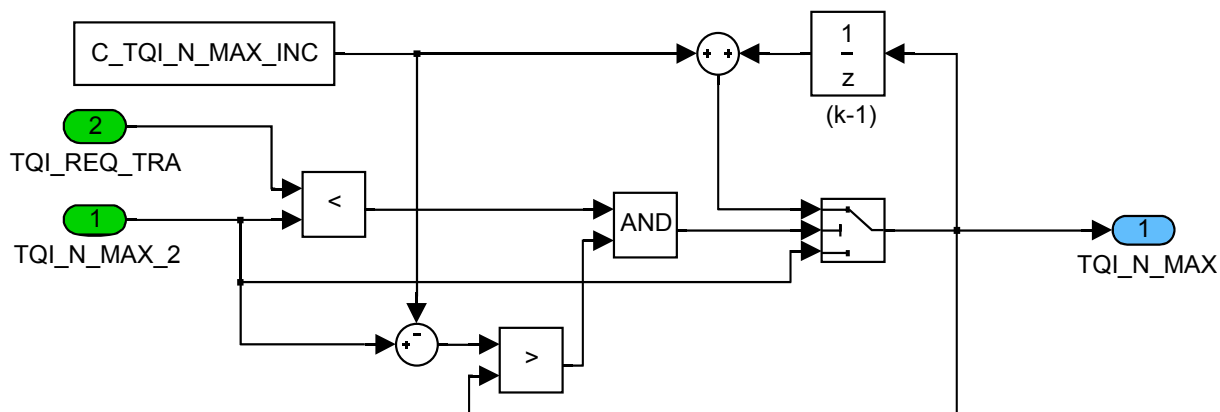 C_TQI_N_MAX_INC
+ +
1
z
(k-1)
2
TQI_REQ_TRA
<
1
TQI_N_MAX_2
AND
1
TQI_N_MAX
-
+
>